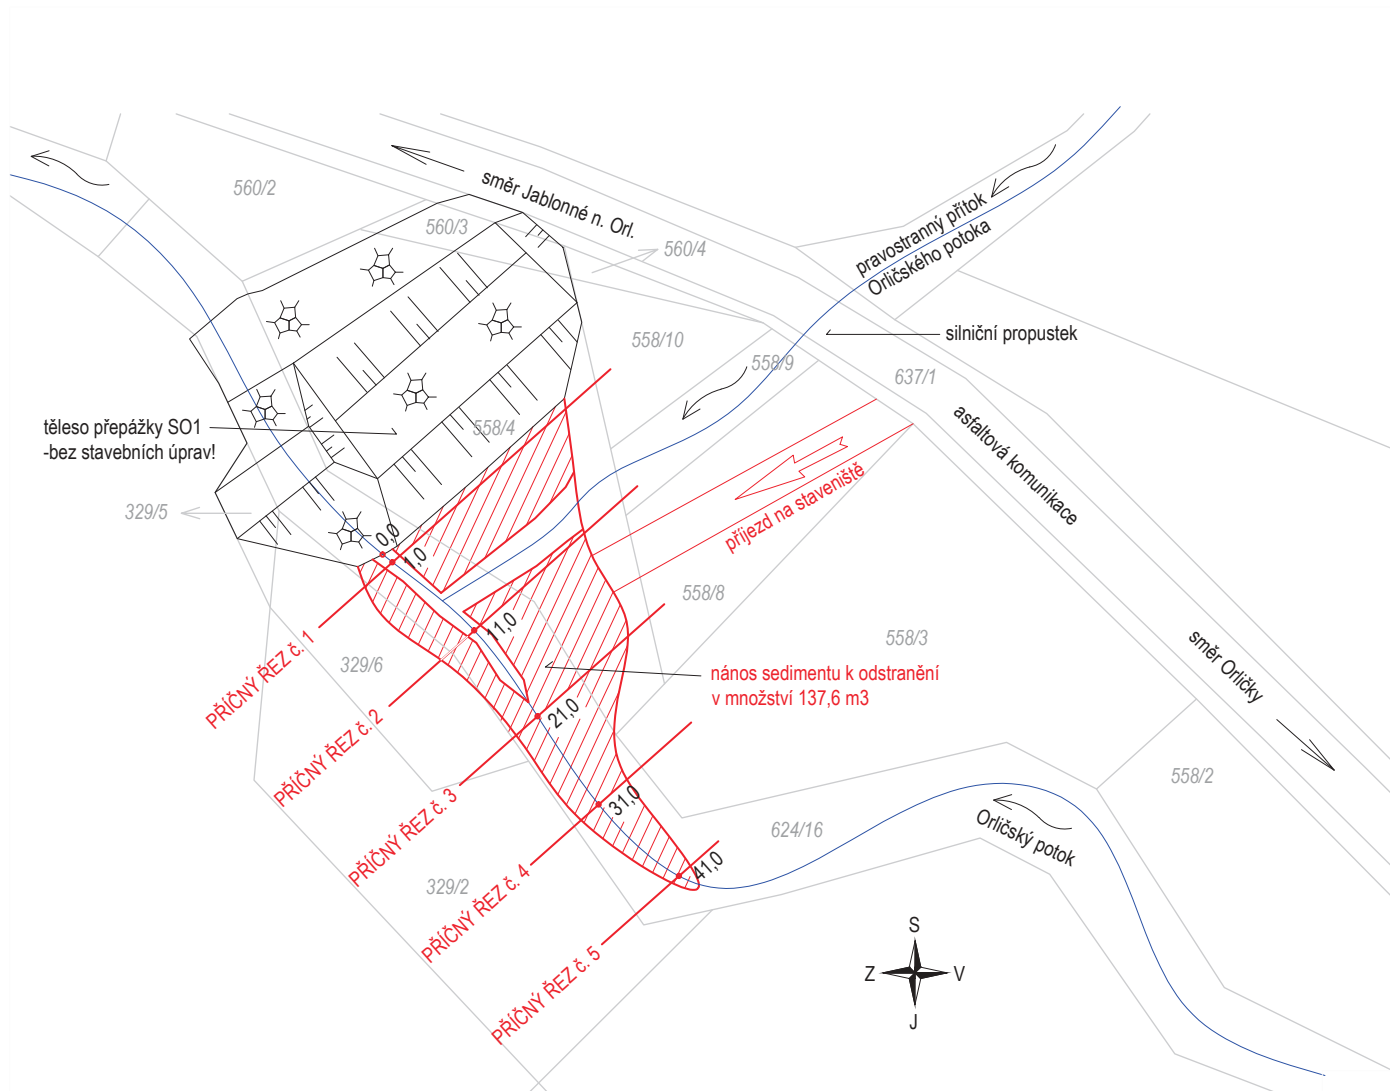 560/2
směr Jablonné n. Orl.
560/3
560/4
pravostranný přítok
Orličského potoka
silniční propustek
558/10
558/9
637/1
těleso přepážky SO1
-bez stavebních úprav!
558/4
asfaltová komunikace
329/5
příjezd na staveniště
0,0
1,0
11,0
21,0
31,0
41,0
558/8
558/3
329/6
nános sedimentu k odstranění
v množství 137,6 m3
směr Orličky
558/2
PŘÍČNÝ ŘEZ č. 1
PŘÍČNÝ ŘEZ č. 2
PŘÍČNÝ ŘEZ č. 3
PŘÍČNÝ ŘEZ č. 4
PŘÍČNÝ ŘEZ č. 5
624/16
Orličský potok
329/2
S
Z
V
J